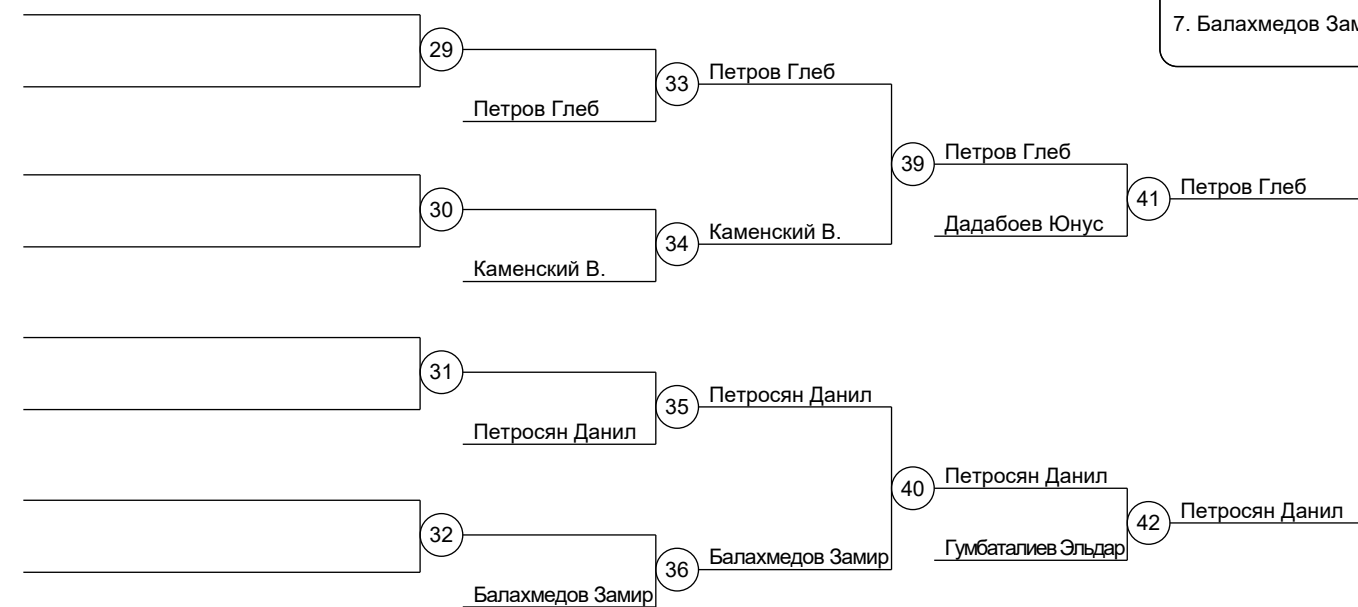 7. Балахмедов Зам
29
33
Петров Глеб
Петров Глеб
39
Петров Глеб
41
Петров Глеб
Дадабоев Юнус
30
34
Каменский В.
Каменский В.
31
35
Петросян Данил
Петросян Данил
40
Петросян Данил
42
Петросян Данил
Гумбаталиев Эльдар
32
36
Балахмедов Замир
Балахмедов Замир